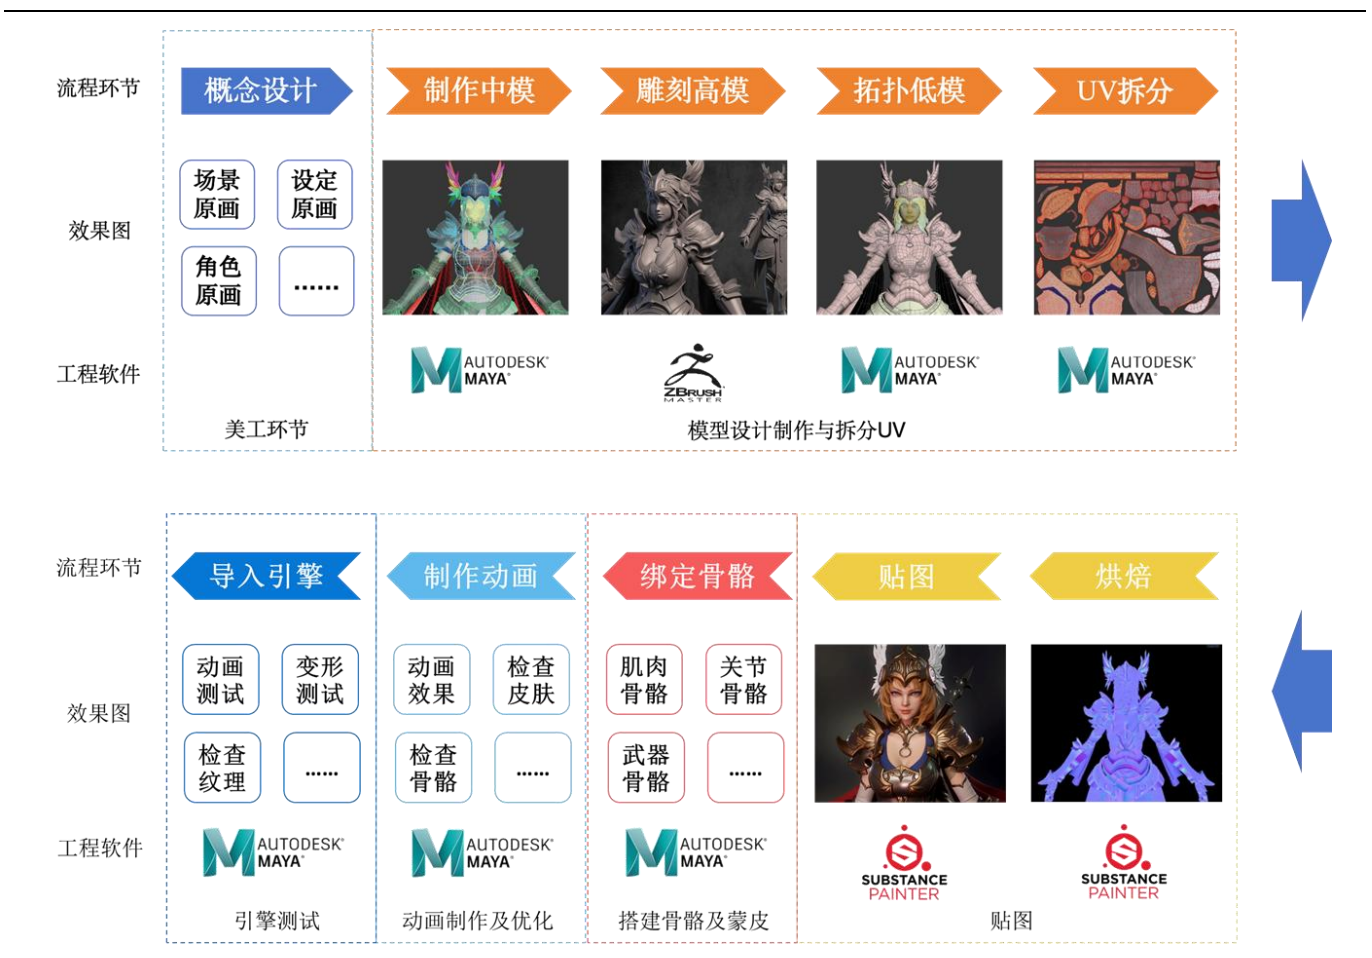 流程环节
概念设计
制作中模
雕刻高模
拓扑低模
UV拆分
效果图
场景
原画
设定
原画
角色
原画
......
工程软件
AUTODESK®
MAYA®
ZBRUSH
MASTER
AUTODESK®
MAYA®
AUTODESK®
MAYA®
美工环节
模型设计制作与拆分UV
流程环节
导入引擎
制作动画
绑定骨骼
贴图
烘焙
效果图
动画
测试
变形
测试
检查
纹理
......
动画
效果
检查
皮肤
检查
骨骼
......
肌肉
骨骼
关节
骨骼
武器
骨骼
......
工程软件
AUTODESK®
MAYA®
AUTODESK®
MAYA®
AUTODESK®
MAYA®
SUBSTANCE
PAINTER
SUBSTANCE
PAINTER
引擎测试
动画制作及优化
搭建骨骼及蒙皮
贴图